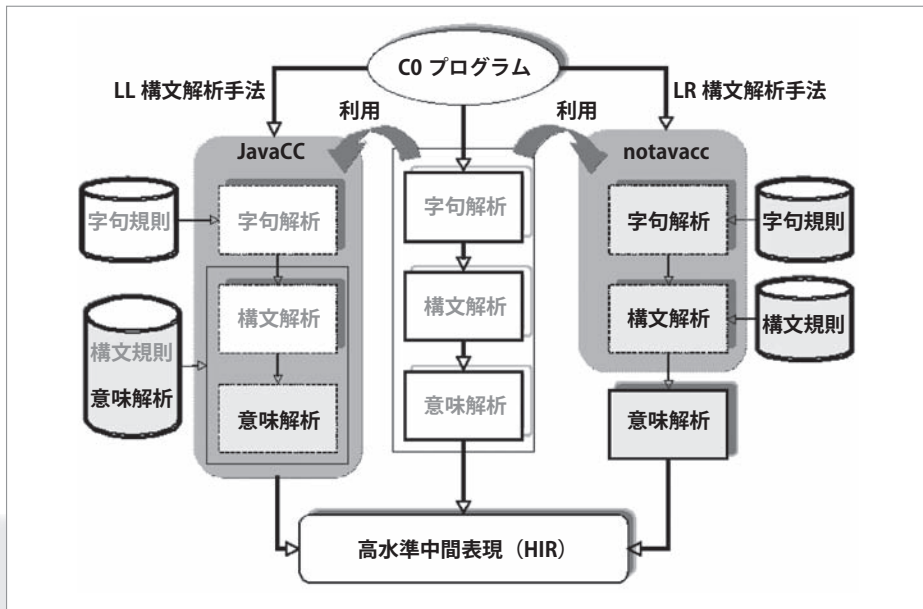 C0 プログラム
LL 構文解析手法
LR 構文解析手法
利用
利用
JavaCC
notavacc
字句規則
字句解析
字句解析
字句解析
字句規則
構文解析
構文解析
構文解析
構文規則
構文規則
意味解析
意味解析
意味解析
意味解析
高水準中間表現（HIR）